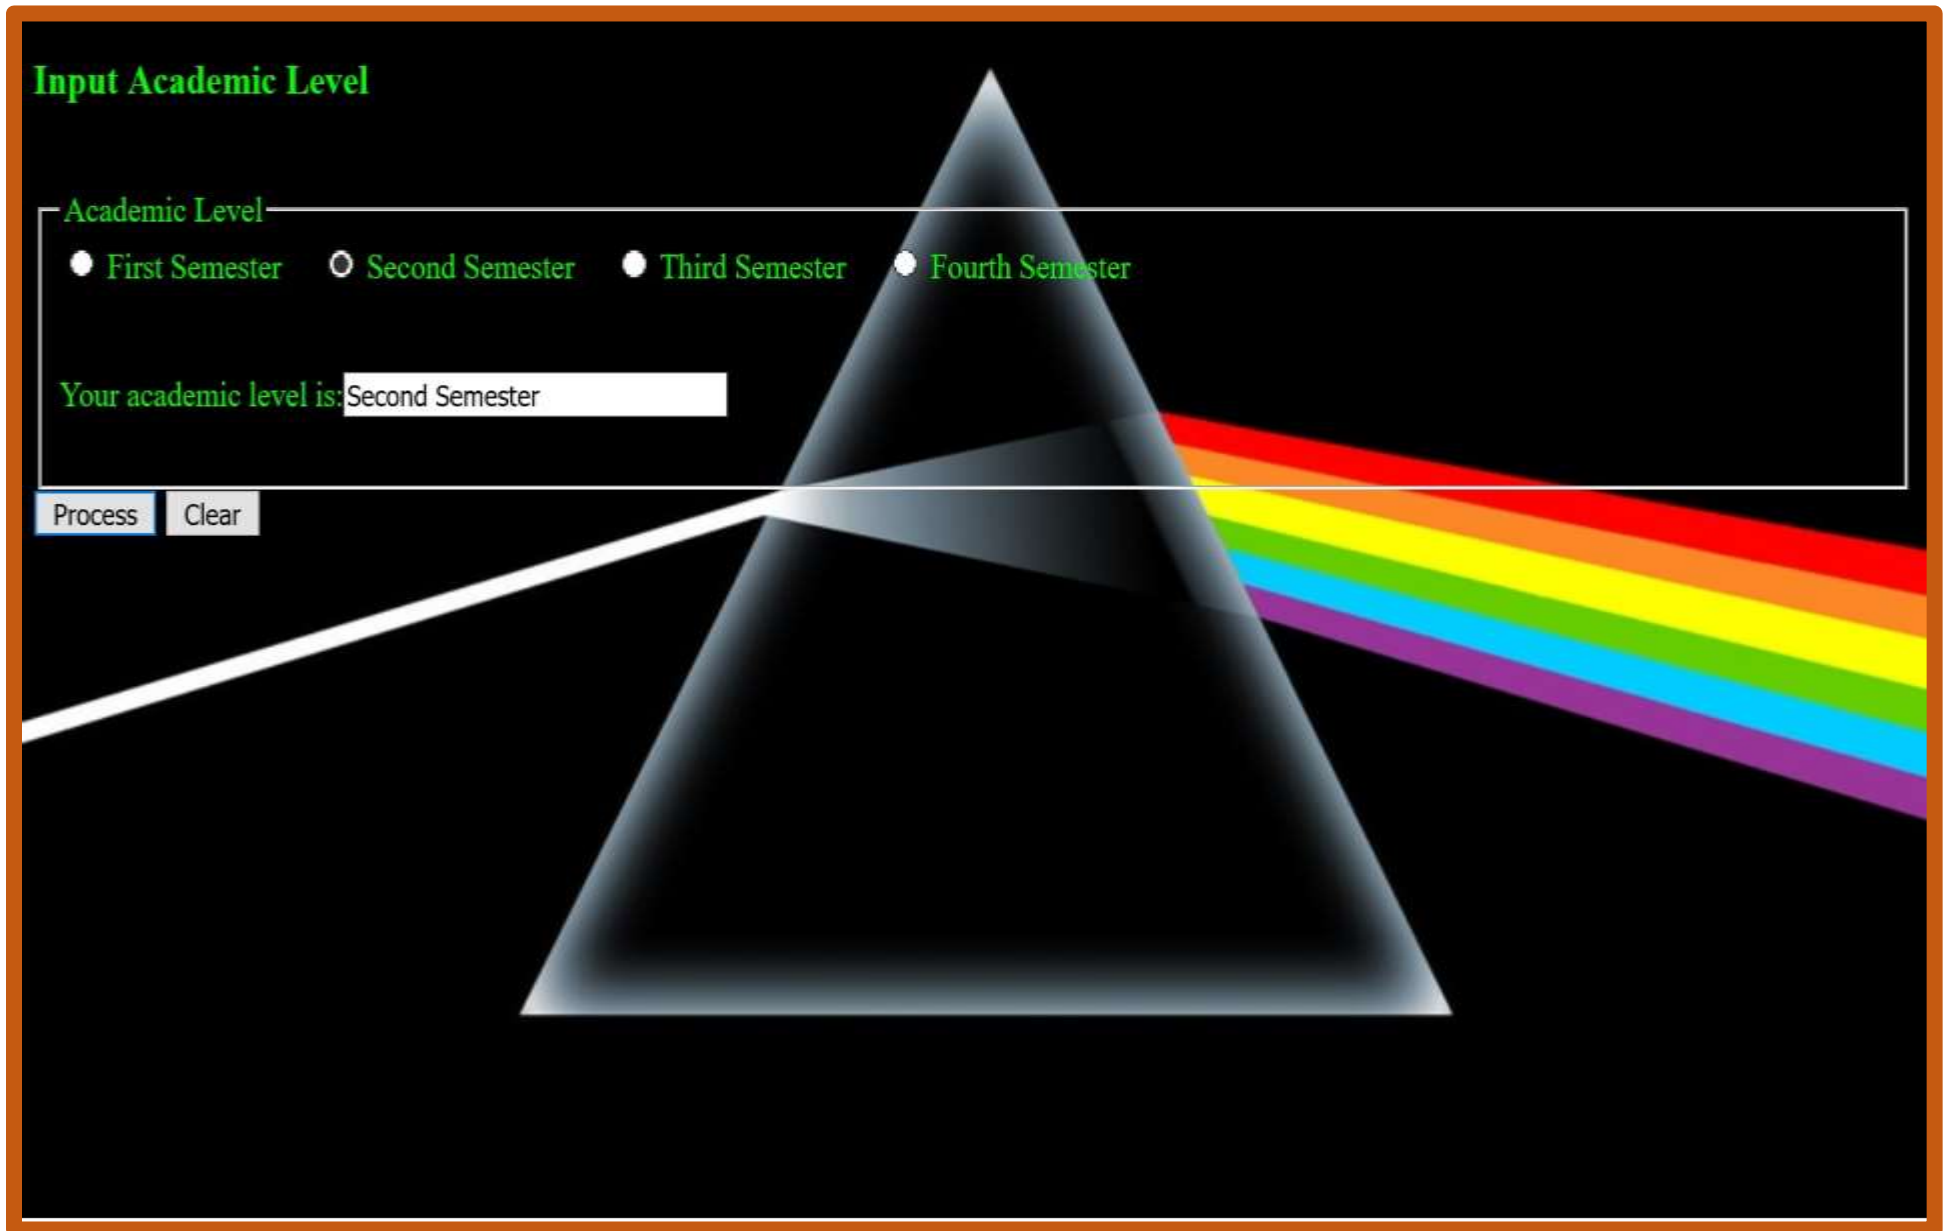 Input Academic Level
Academic Level
First Semester Second Semester Third Semester Fourth Semester
Your academic level is: Second Semester
Process Clear